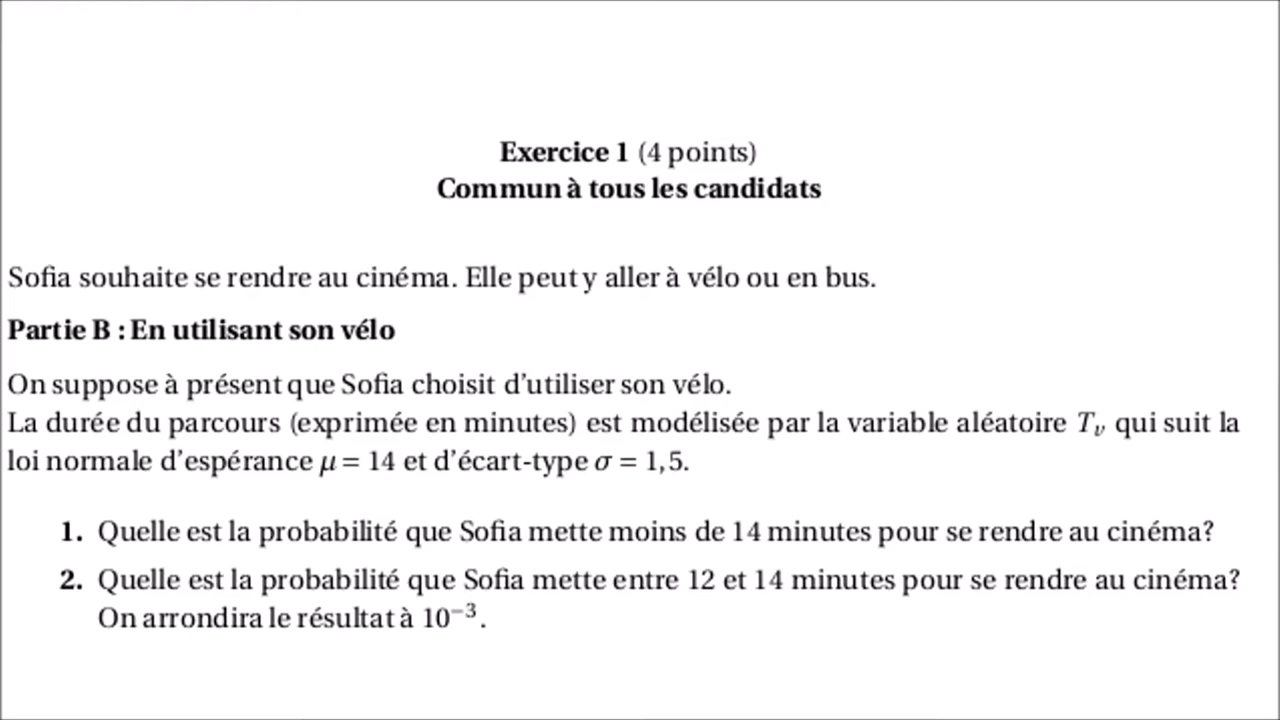 Exercice 1 (4 points)
Commun à tous les candidats
Sofia souhaite se rendre au cinéma. Elle peut y aller à vélo ou en bus.
Partie B : En utilisant son vélo
On suppose à présent que Sofia choisit d'utiliser son vélo.
La durée du parcours (exprimée en minutes) est modélisée par la variable aléatoire Tᵥ qui suit la
loi normale d'espérance μ = 14 et d'écart-type σ = 1,5.
1. Quelle est la probabilité que Sofia mette moins de 14 minutes pour se rendre au cinéma?
2. Quelle est la probabilité que Sofia mette entre 12 et 14 minutes pour se rendre au cinéma?
On arrondira le résultat à 10⁻³.